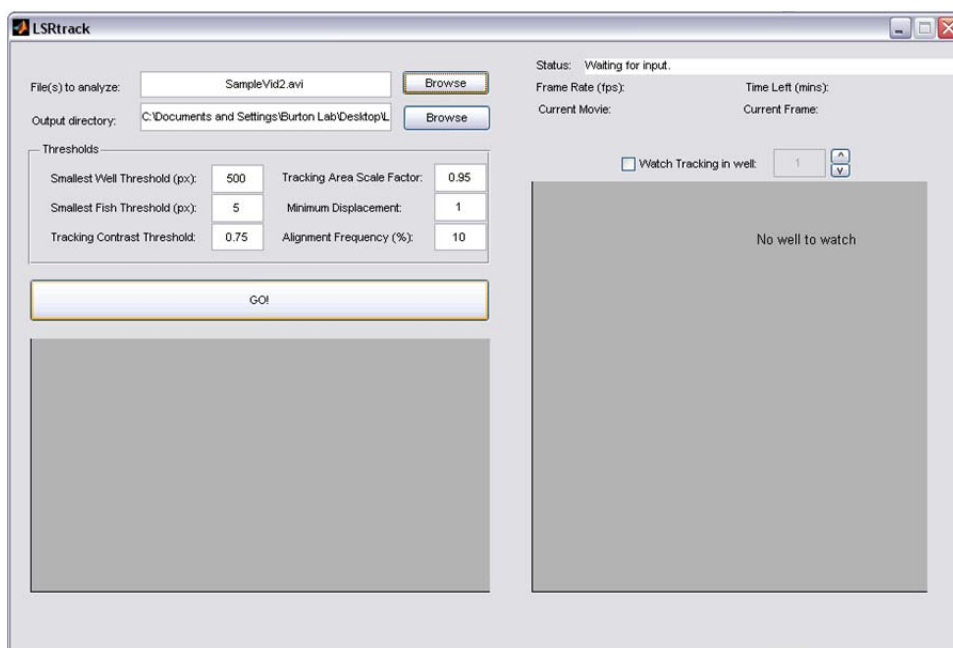 LSRtrack
File(s) to analyze: SampleVid2.avi Browse
Output directory: C:\Documents and Settings\Burton Lab\Desktop\L Browse
Thresholds
Smallest Well Threshold (px): 500 Tracking Area Scale Factor: 0.95
Smallest Fish Threshold (px): 5 Minimum Displacement: 1
Tracking Contrast Threshold: 0.75 Alignment Frequency (%): 10
GO!
Status: Waiting for input.
Frame Rate (fps): Time Left (mins):
Current Movie: Current Frame:
Watch Tracking in well: 1
No well to watch